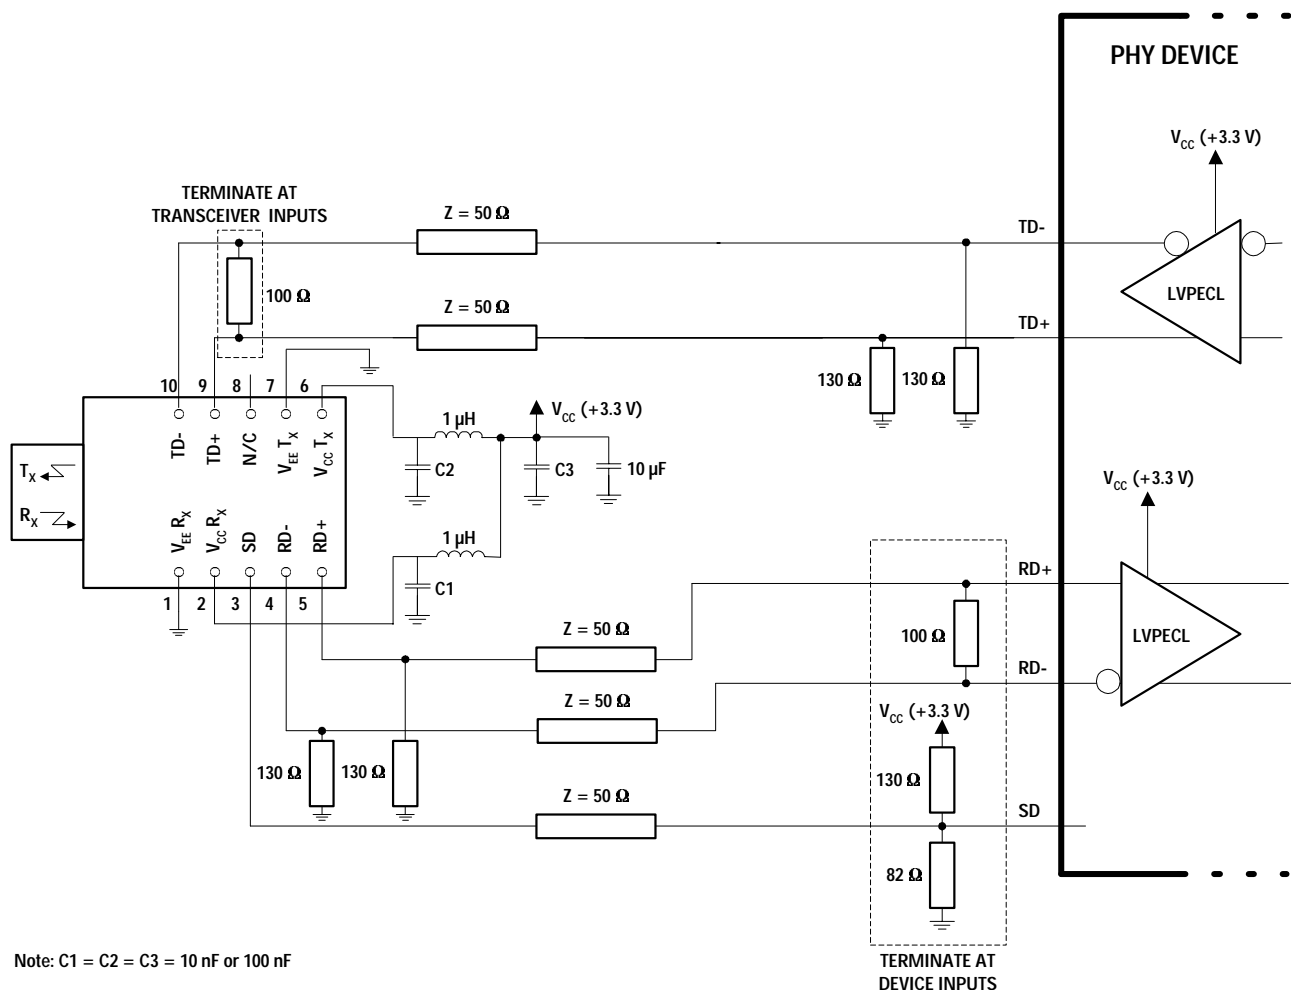 PHY DEVICE
V_CC (+3.3 V)
TERMINATE AT
TRANSCEIVER INPUTS
Z = 50 Ω
TD-
LVPECL
100 Ω
Z = 50 Ω
TD+
130 Ω
130 Ω
10
9
8
7
6
TD-
TD+
N/C
V_EE T_X
V_CC T_X
1 µH
V_CC (+3.3 V)
C2
C3
10 µF
T_X
R_X
V_EE R_X
V_CC R_X
SD
RD-
RD+
1 µH
C1
1
2
3
4
5
V_CC (+3.3 V)
RD+
Z = 50 Ω
100 Ω
LVPECL
RD-
Z = 50 Ω
V_CC (+3.3 V)
130 Ω
130 Ω
130 Ω
Z = 50 Ω
SD
82 Ω
Note: C1 = C2 = C3 = 10 nF or 100 nF
TERMINATE AT
DEVICE INPUTS